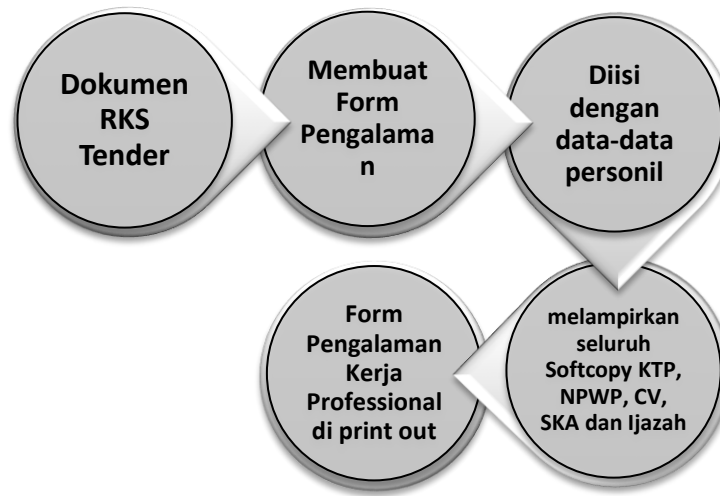 Dokumen
RKS
Tender
Membuat
Form
Pengalama
n
Diisi
dengan
data-data
personil
melampirkan
seluruh
Softcopy KTP,
NPWP, CV,
SKA dan Ijazah
Form
Pengalaman
Kerja
Professional
di print out